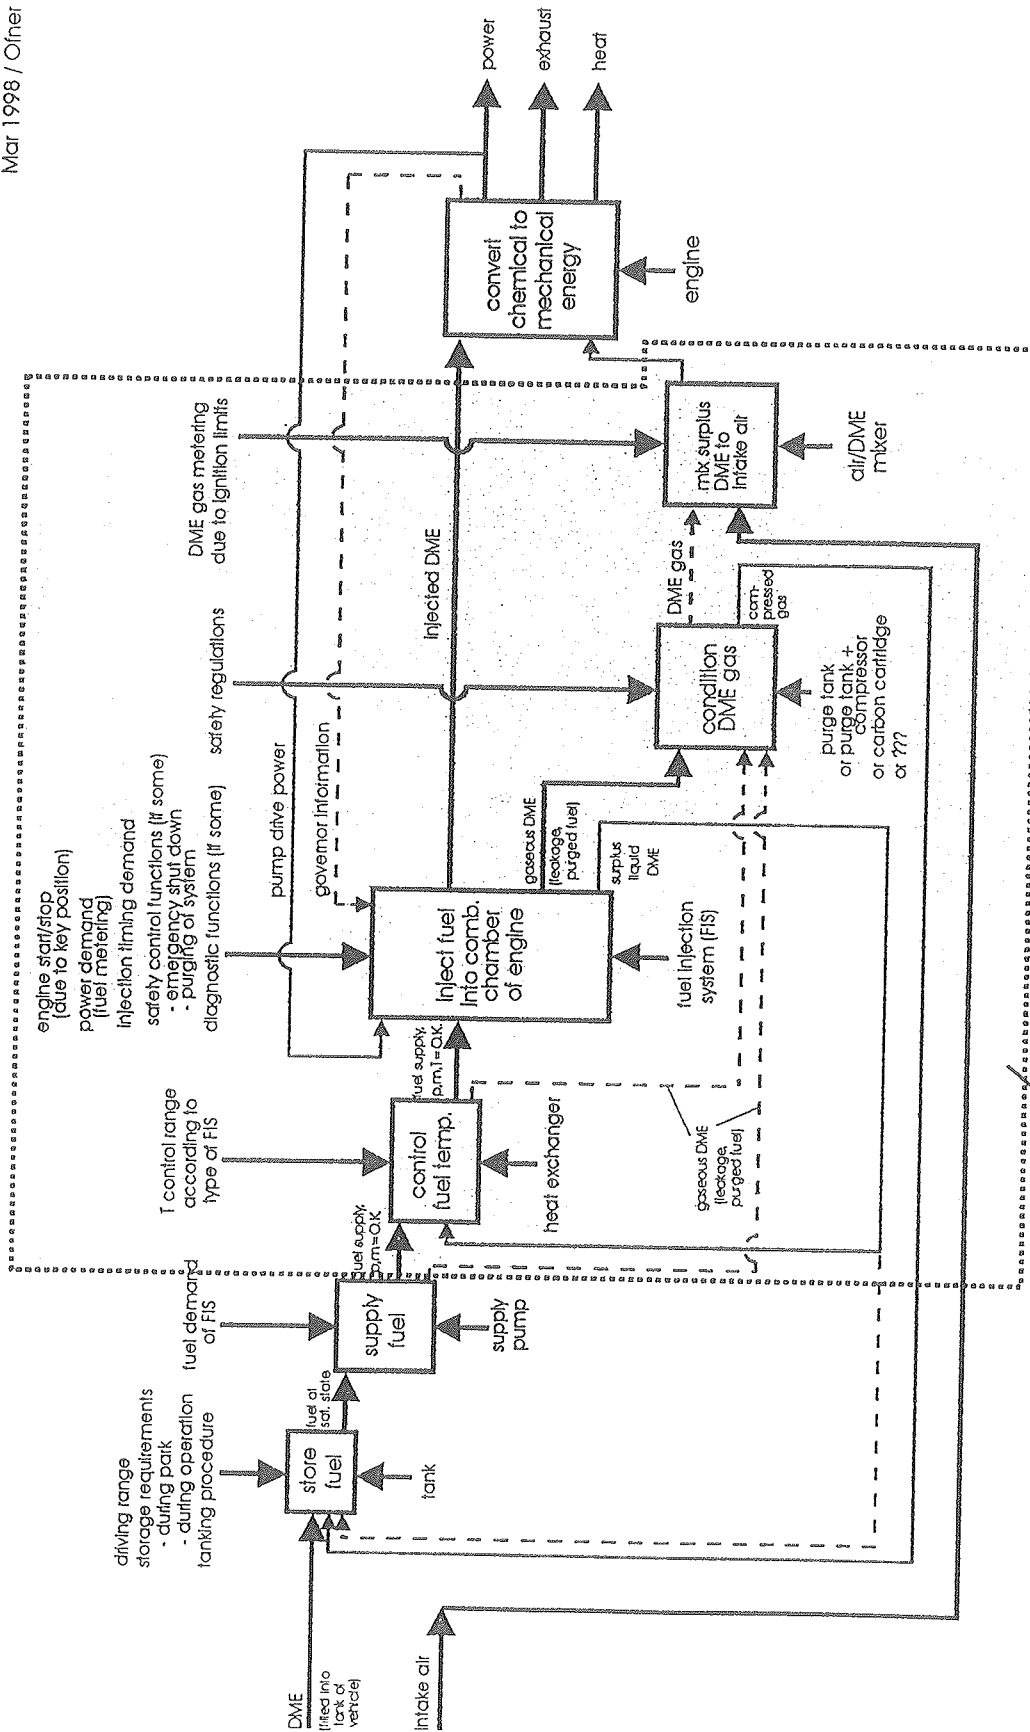 Mar 1998 / Ofner
engine start/stop
(due to key position)
power demand
(fuel metering)
injection timing demand
safety control functions (if some)
- emergency shut down
- purging of system
diagnostic functions (if some)
driving range
storage requirements
- during park
- during operation
tanking procedure
fuel demand
of FIS
T control range
according to
type of FIS
safety regulations
DME gas metering
due to ignition limits
pump drive power
governor information
DME
(filled into
tank of
vehicle)
store
fuel
tank
fuel at
sat. state
supply
fuel
supply
pump
fuel supply,
p,m=O.K.
control
fuel temp.
heat exchanger
fuel supply,
p,m,T=O.K.
Inject fuel
into comb.
chamber
of engine
fuel injection
system (FIS)
injected DME
gaseous DME
(leakage,
purged fuel)
surplus
liquid
DME
gaseous DME
(leakage,
purged fuel)
condition
DME gas
purge tank
or purge tank +
compressor
or carbon cartridge
or ???
DME gas
com-
pressed
gas
mix surplus
DME to
intake air
air/DME
mixer
convert
chemical to
mechanical
energy
engine
power
exhaust
heat
Intake air